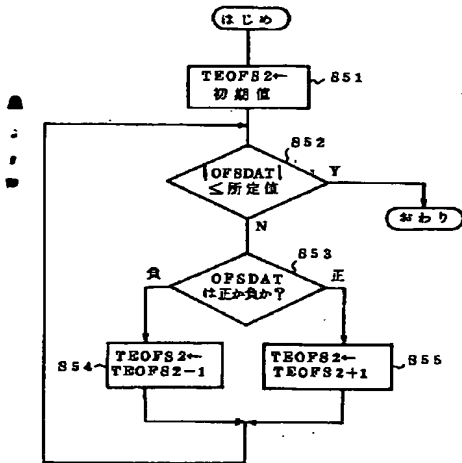 はじめ
TEOFS2←
初期値
S51
S52
|OFSDAT|
≦所定値
Y
おわり
N
S53
OFSDAT
は正か負か?
負
正
S54
TEOFS2←
TEOFS2-1
TEOFS2←
TEOFS2+1
S55